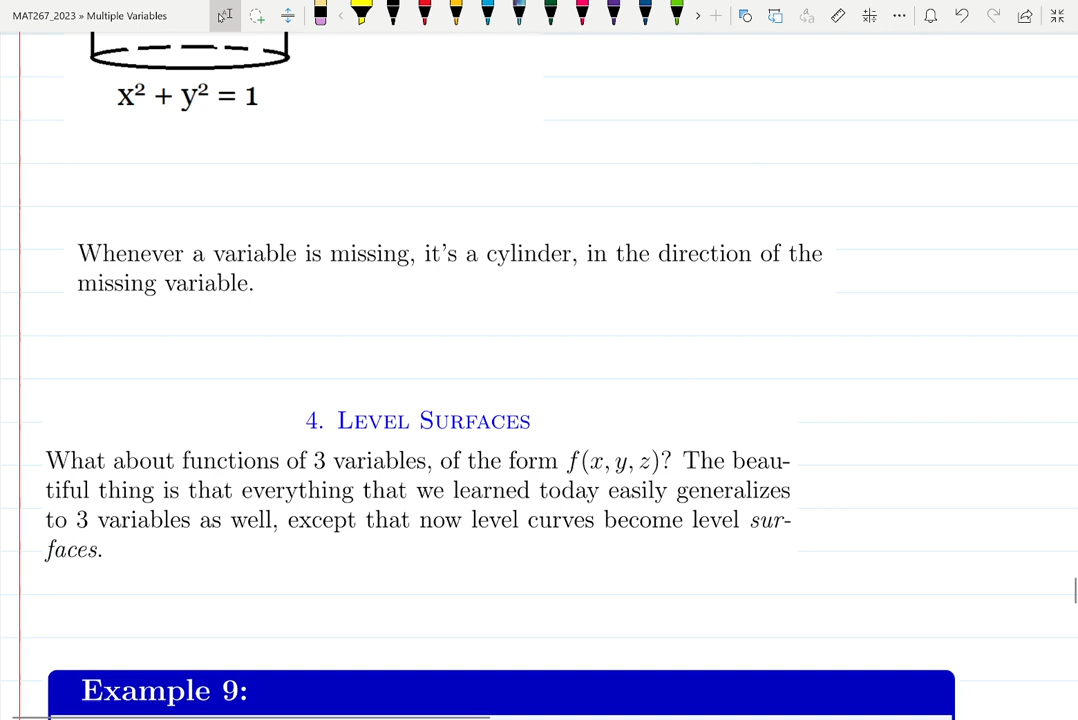 MAT267_2023 » Multiple Variables
x² + y² = 1
Whenever a variable is missing, it's a cylinder, in the direction of the
missing variable.
4. Level Surfaces
What about functions of 3 variables, of the form f(x, y, z)? The beau-
tiful thing is that everything that we learned today easily generalizes
to 3 variables as well, except that now level curves become level sur-
faces.
Example 9: